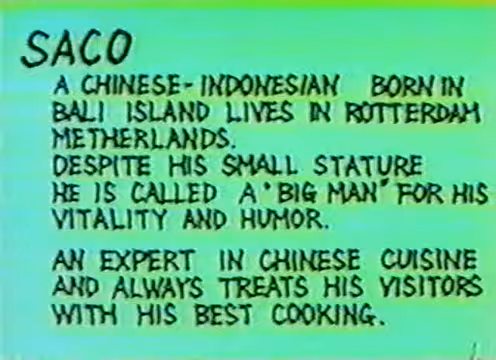 SACO
A CHINESE-INDONESIAN BORN IN
BALI ISLAND LIVES IN ROTTERDAM
METHERLANDS.
DESPITE HIS SMALL STATURE
HE IS CALLED A "BIG MAN" FOR HIS
VITALITY AND HUMOR.
AN EXPERT IN CHINESE CUISINE
AND ALWAYS TREATS HIS VISITORS
WITH HIS BEST COOKING.